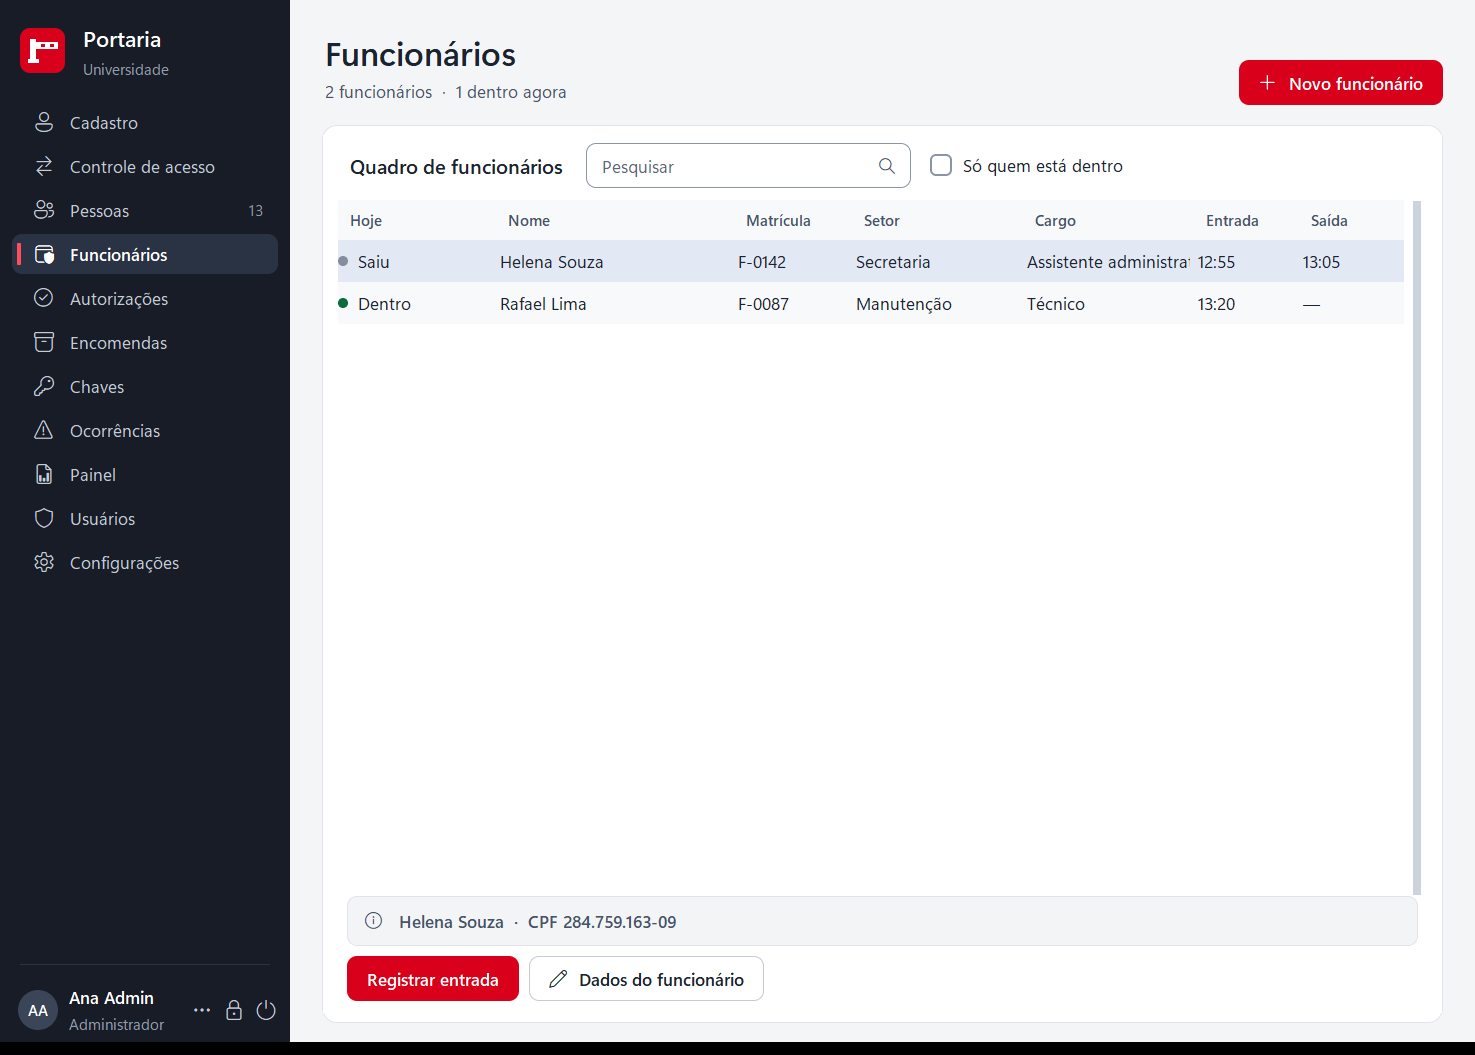 Portaria
Universidade
Cadastro
Controle de acesso
Pessoas 13
Funcionários
Autorizações
Encomendas
Chaves
Ocorrências
Painel
Usuários
Configurações
AA
Ana Admin
Administrador
Funcionários
2 funcionários · 1 dentro agora
Novo funcionário
Quadro de funcionários
Pesquisar
Só quem está dentro
Hoje Nome Matrícula Setor Cargo Entrada Saída
Saiu Helena Souza F-0142 Secretaria Assistente administrat 12:55 13:05
Dentro Rafael Lima F-0087 Manutenção Técnico 13:20 —
Helena Souza · CPF 284.759.163-09
Registrar entrada
Dados do funcionário